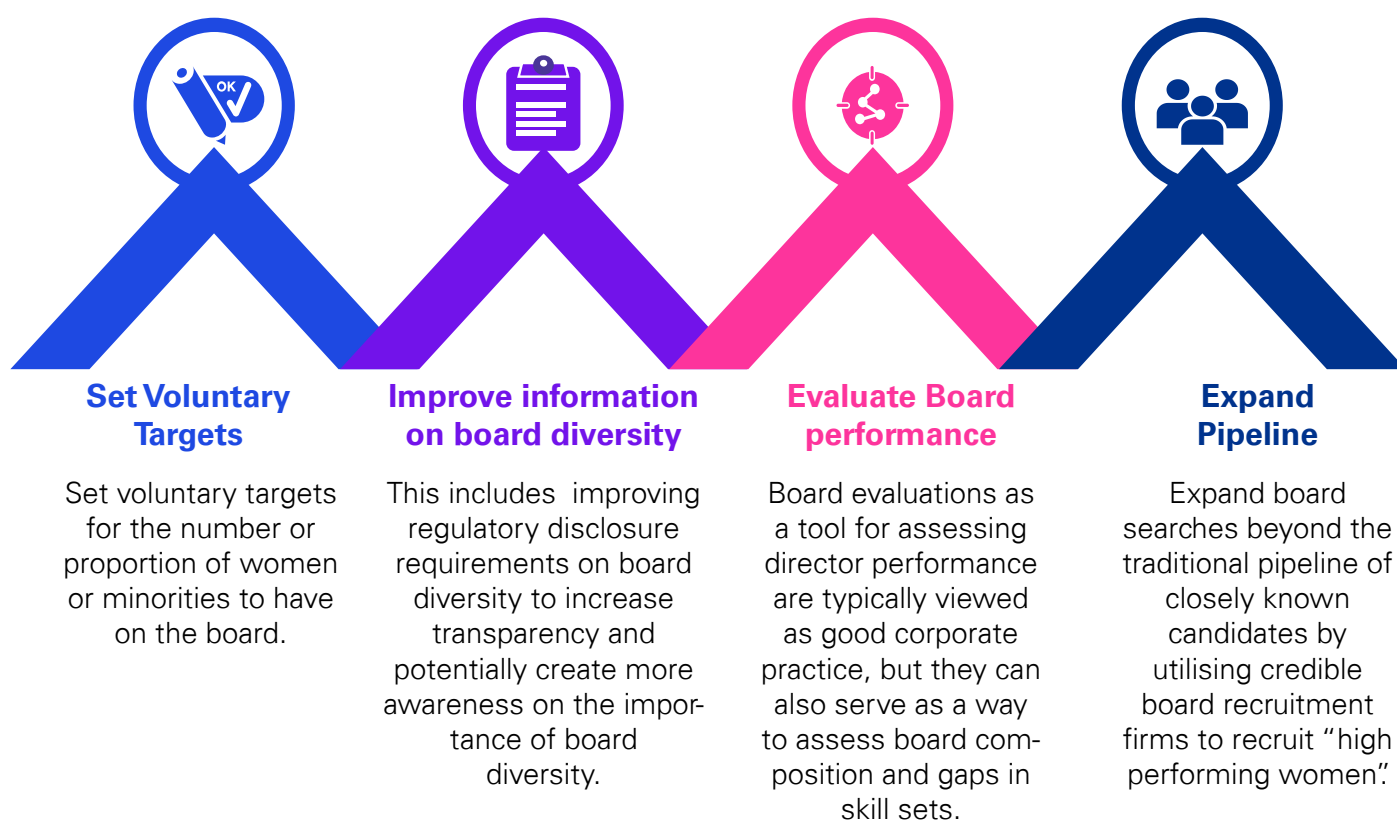 OK
Set Voluntary
Targets
Set voluntary targets
for the number or
proportion of women
or minorities to have
on the board.
Improve information
on board diversity
This includes  improving
regulatory disclosure
requirements on board
diversity to increase
transparency and
potentially create more
awareness on the impor-
tance of board
diversity.
Evaluate Board
performance
Board evaluations as
a tool for assessing
director performance
are typically viewed
as good corporate
practice, but they can
also serve as a way
to assess board com-
position and gaps in
skill sets.
Expand
Pipeline
Expand board
searches beyond the
traditional pipeline of
closely known
candidates by
utilising credible
board recruitment
firms to recruit “high
performing women”.